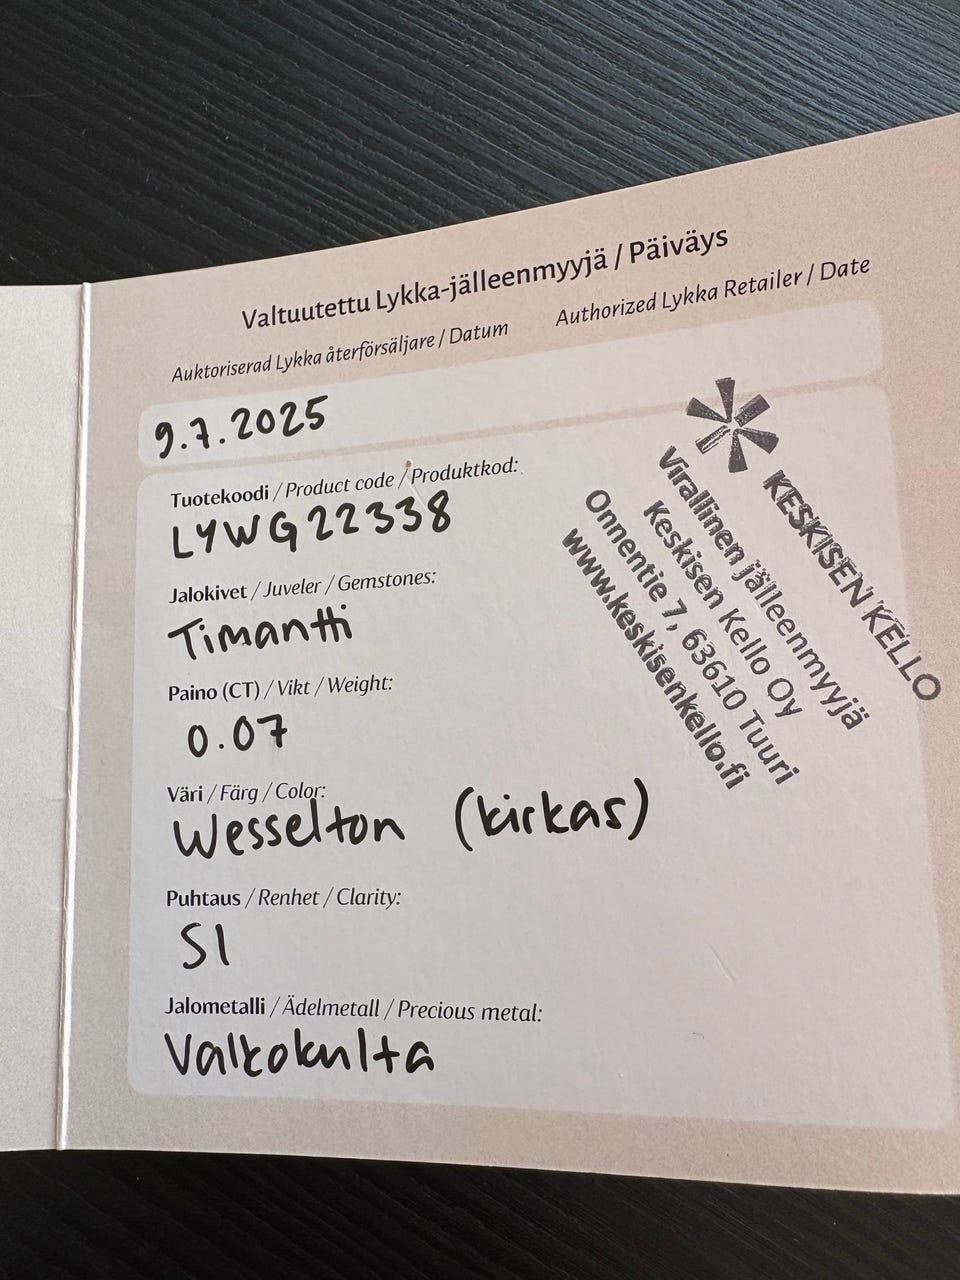 Valtuutettu Lykka-jälleenmyyjä / Päiväys
Auktoriserad Lykka återförsäljare / Datum
Authorized Lykka Retailer / Date
9.7.2025
Tuotekoodi / Product code / Produktkod:
LYWG22338
Jalokivet / Juveler / Gemstones:
Timantti
Paino (CT) / Vikt / Weight:
0.07
Väri / Färg / Color:
Wesselton (kirkas)
Puhtaus / Renhet / Clarity:
SI
Jalometalli / Ädelmetall / Precious metal:
Valkokulta
KESKISEN KELLO
Virallinen jälleenmyyjä
Keskisen Kello Oy
Onnentie 7, 63610 Tuuri
www.keskisenkello.fi